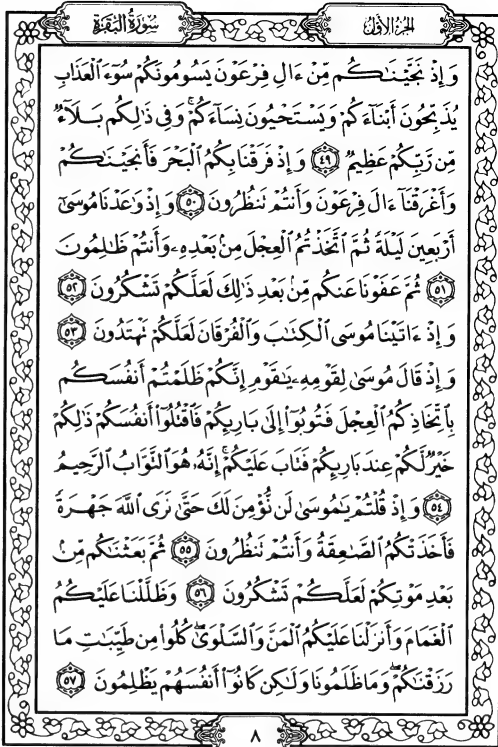 الجزء الأول
سورة البقرة
وَإِذْ نَجَّيْنَـٰكُم مِّنْ ءَالِ فِرْعَوْنَ يَسُومُونَكُمْ سُوٓءَ ٱلْعَذَابِ
يُذَبِّحُونَ أَبْنَآءَكُمْ وَيَسْتَحْيُونَ نِسَآءَكُمْ ۚ وَفِى ذَٰلِكُم بَلَآءٌ
مِّن رَّبِّكُمْ عَظِيمٌ ﴿٤٩﴾ وَإِذْ فَرَقْنَا بِكُمُ ٱلْبَحْرَ فَأَنجَيْنَـٰكُمْ
وَأَغْرَقْنَآ ءَالَ فِرْعَوْنَ وَأَنتُمْ تَنظُرُونَ ﴿٥٠﴾ وَإِذْ وَٰعَدْنَا مُوسَىٰٓ
أَرْبَعِينَ لَيْلَةً ثُمَّ ٱتَّخَذْتُمُ ٱلْعِجْلَ مِنۢ بَعْدِهِۦ وَأَنتُمْ ظَـٰلِمُونَ
﴿٥١﴾ ثُمَّ عَفَوْنَا عَنكُم مِّنۢ بَعْدِ ذَٰلِكَ لَعَلَّكُمْ تَشْكُرُونَ ﴿٥٢﴾
وَإِذْ ءَاتَيْنَا مُوسَى ٱلْكِتَـٰبَ وَٱلْفُرْقَانَ لَعَلَّكُمْ تَهْتَدُونَ ﴿٥٣﴾
وَإِذْ قَالَ مُوسَىٰ لِقَوْمِهِۦ يَـٰقَوْمِ إِنَّكُمْ ظَلَمْتُمْ أَنفُسَكُم
بِٱتِّخَاذِكُمُ ٱلْعِجْلَ فَتُوبُوٓا۟ إِلَىٰ بَارِئِكُمْ فَٱقْتُلُوٓا۟ أَنفُسَكُمْ ذَٰلِكُمْ
خَيْرٌ لَّكُمْ عِندَ بَارِئِكُمْ فَتَابَ عَلَيْكُمْ ۚ إِنَّهُۥ هُوَ ٱلتَّوَّابُ ٱلرَّحِيمُ
﴿٥٤﴾ وَإِذْ قُلْتُمْ يَـٰمُوسَىٰ لَن نُّؤْمِنَ لَكَ حَتَّىٰ نَرَى ٱللَّهَ جَهْرَةً
فَأَخَذَتْكُمُ ٱلصَّـٰعِقَةُ وَأَنتُمْ تَنظُرُونَ ﴿٥٥﴾ ثُمَّ بَعَثْنَـٰكُم مِّنۢ
بَعْدِ مَوْتِكُمْ لَعَلَّكُمْ تَشْكُرُونَ ﴿٥٦﴾ وَظَلَّلْنَا عَلَيْكُمُ
ٱلْغَمَامَ وَأَنزَلْنَا عَلَيْكُمُ ٱلْمَنَّ وَٱلسَّلْوَىٰ ۖ كُلُوا۟ مِن طَيِّبَـٰتِ مَا
رَزَقْنَـٰكُمْ ۖ وَمَا ظَلَمُونَا وَلَـٰكِن كَانُوٓا۟ أَنفُسَهُمْ يَظْلِمُونَ ﴿٥٧﴾
٨